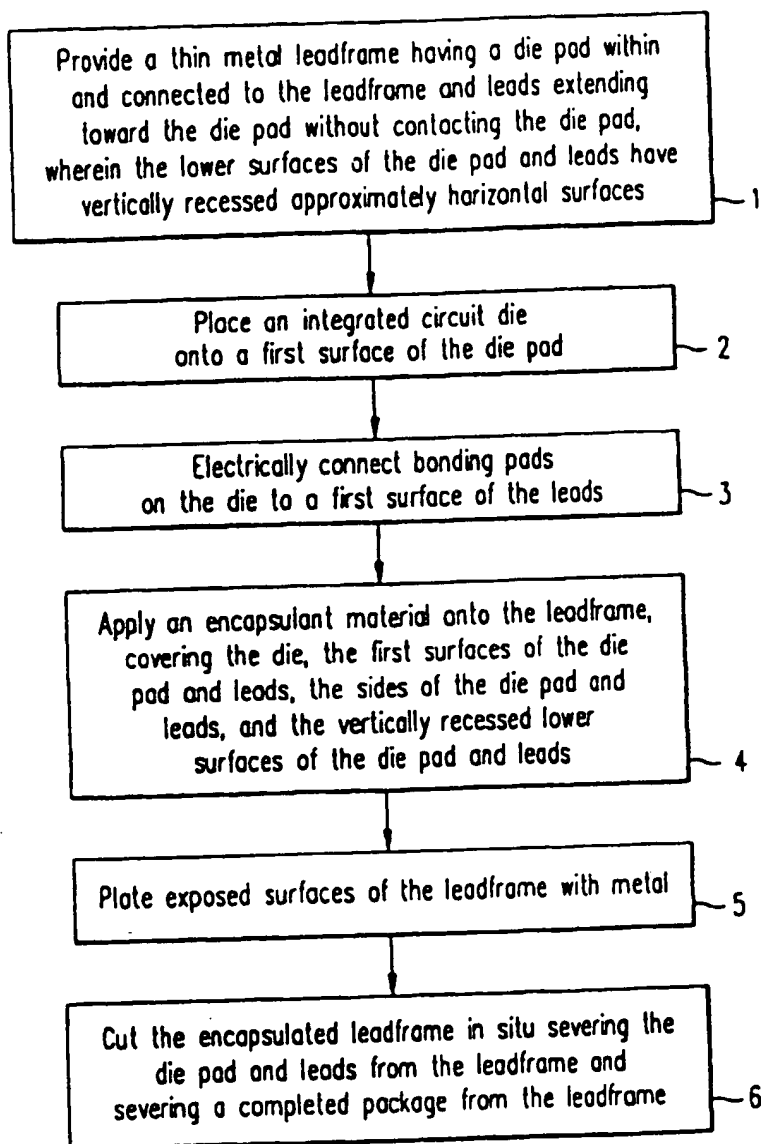 Provide a thin metal leadframe having a die pad within
and connected to the leadframe and leads extending
toward the die pad without contacting the die pad,
wherein the lower surfaces of the die pad and leads have
vertically recessed approximately horizontal surfaces
1
Place an integrated circuit die
onto a first surface of the die pad
2
Electrically connect bonding pads
on the die to a first surface of the leads
3
Apply an encapsulant material onto the leadframe,
covering the die, the first surfaces of the die
pad and leads, the sides of the die pad and
leads, and the vertically recessed lower
surfaces of the die pad and leads
4
Plate exposed surfaces of the leadframe with metal
5
Cut the encapsulated leadframe in situ severing the
die pad and leads from the leadframe and
severing a completed package from the leadframe
6